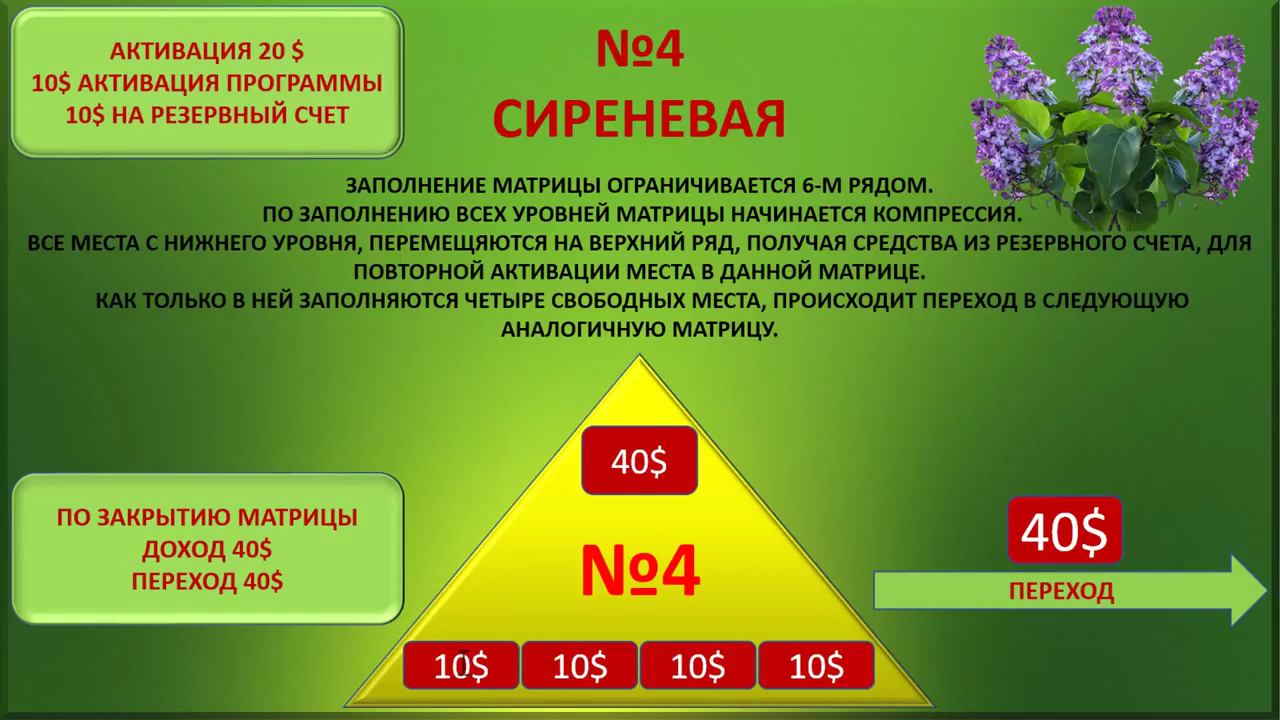 АКТИВАЦИЯ 20 $
10$ АКТИВАЦИЯ ПРОГРАММЫ
10$ НА РЕЗЕРВНЫЙ СЧЕТ
№4
СИРЕНЕВАЯ
ЗАПОЛНЕНИЕ МАТРИЦЫ ОГРАНИЧИВАЕТСЯ 6-М РЯДОМ.
ПО ЗАПОЛНЕНИЮ ВСЕХ УРОВНЕЙ МАТРИЦЫ НАЧИНАЕТСЯ КОМПРЕССИЯ.
ВСЕ МЕСТА С НИЖНЕГО УРОВНЯ, ПЕРЕМЕЩЯЮТСЯ НА ВЕРХНИЙ РЯД, ПОЛУЧАЯ СРЕДСТВА ИЗ РЕЗЕРВНОГО СЧЕТА, ДЛЯ
ПОВТОРНОЙ АКТИВАЦИИ МЕСТА В ДАННОЙ МАТРИЦЕ.
КАК ТОЛЬКО В НЕЙ ЗАПОЛНЯЮТСЯ ЧЕТЫРЕ СВОБОДНЫХ МЕСТА, ПРОИСХОДИТ ПЕРЕХОД В СЛЕДУЮЩУЮ
АНАЛОГИЧНУЮ МАТРИЦУ.
40$
№4
10$ 10$ 10$ 10$
ПО ЗАКРЫТИЮ МАТРИЦЫ
ДОХОД 40$
ПЕРЕХОД 40$
40$
ПЕРЕХОД